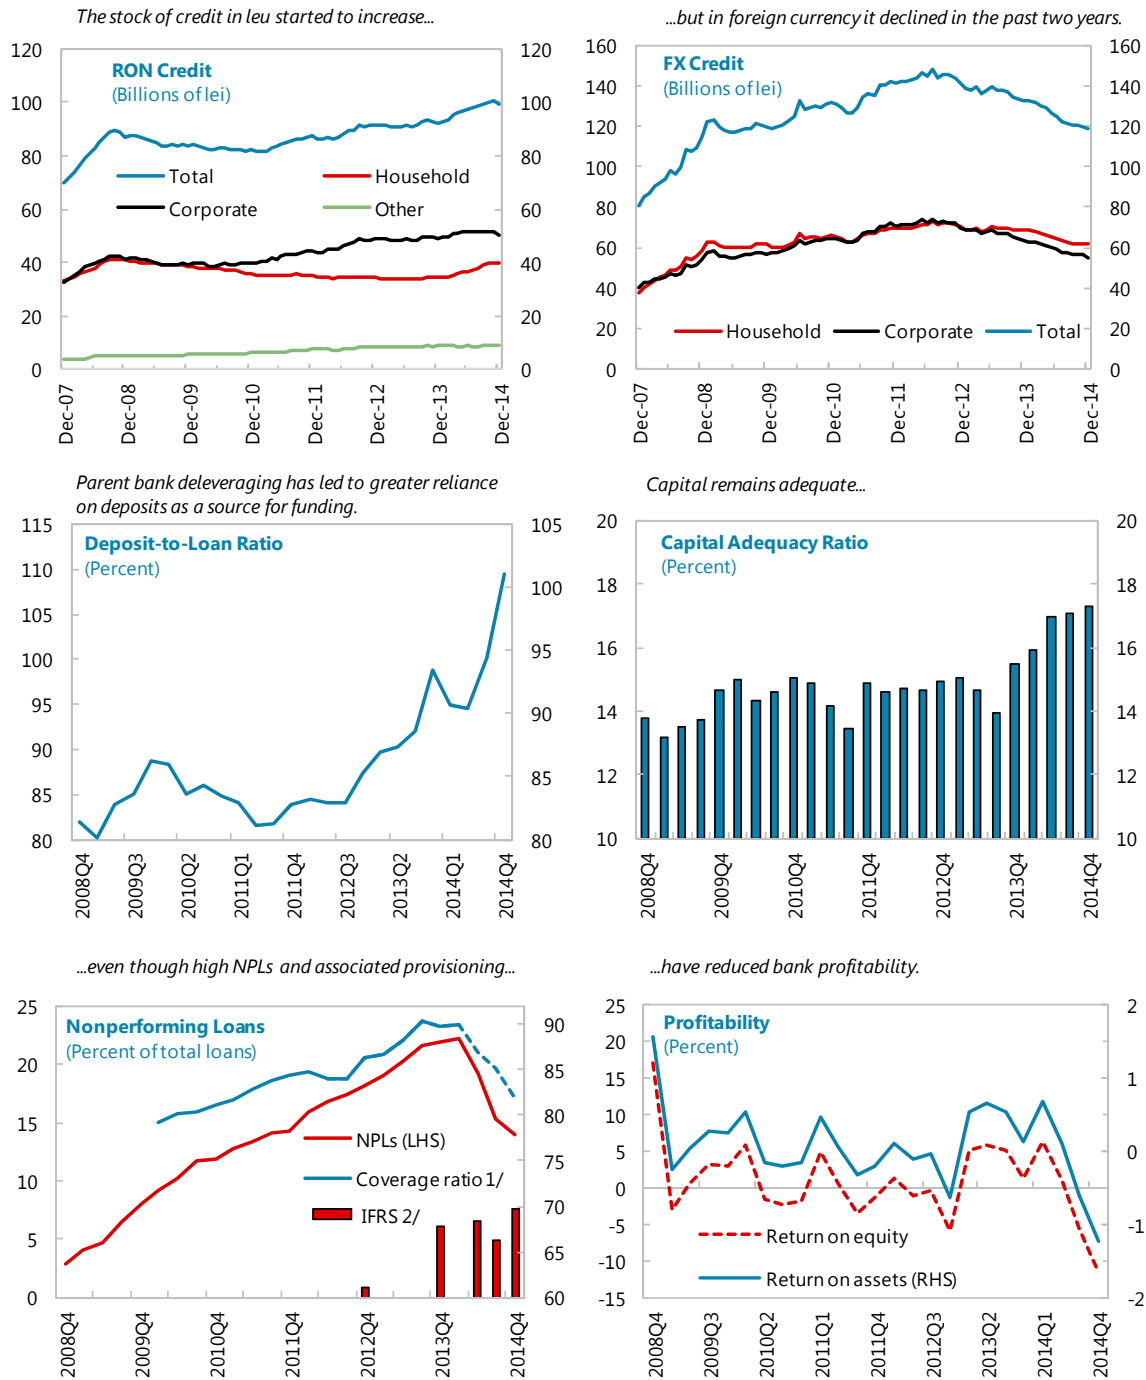 The stock of credit in leu started to increase...
RON Credit
(Billions of lei)
120
100
80
60
40
20
0
120
100
80
60
40
20
0
Total
Household
Corporate
Other
Dec-07
Dec-08
Dec-09
Dec-10
Dec-11
Dec-12
Dec-13
Dec-14
...but in foreign currency it declined in the past two years.
FX Credit
(Billions of lei)
160
140
120
100
80
60
40
20
0
160
140
120
100
80
60
40
20
0
Household
Corporate
Total
Dec-07
Dec-08
Dec-09
Dec-10
Dec-11
Dec-12
Dec-13
Dec-14
Parent bank deleveraging has led to greater reliance
on deposits as a source for funding.
Deposit-to-Loan Ratio
(Percent)
115
110
105
100
95
90
85
80
105
100
95
90
85
80
2008Q4
2009Q3
2010Q2
2011Q1
2011Q4
2012Q3
2013Q2
2014Q1
2014Q4
Capital remains adequate...
Capital Adequacy Ratio
(Percent)
20
18
16
14
12
10
20
18
16
14
12
10
2008Q4
2009Q4
2010Q4
2011Q4
2012Q4
2013Q4
2014Q4
...even though high NPLs and associated provisioning...
Nonperforming Loans
(Percent of total loans)
25
20
15
10
5
0
90
85
80
75
70
65
60
NPLs (LHS)
Coverage ratio 1/
IFRS 2/
2008Q4
2009Q4
2010Q4
2011Q4
2012Q4
2013Q4
2014Q4
...have reduced bank profitability.
Profitability
(Percent)
25
20
15
10
5
0
-5
-10
-15
2
1
0
-1
-2
Return on equity
Return on assets (RHS)
2008Q4
2009Q3
2010Q2
2011Q1
2011Q4
2012Q3
2013Q2
2014Q1
2014Q4